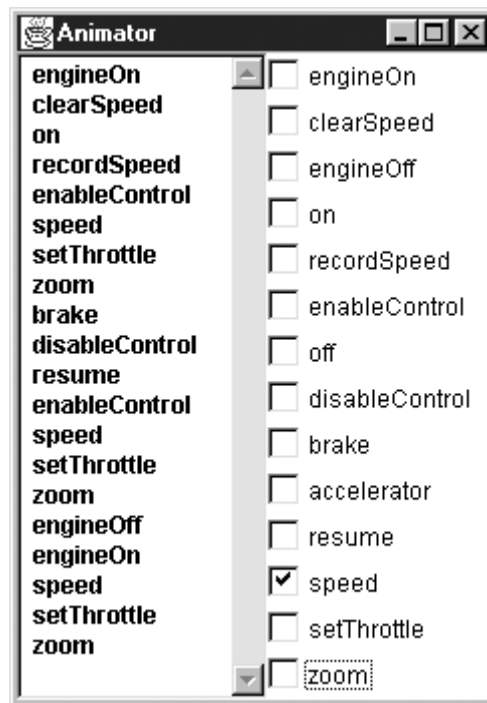 Animator
engineOn
clearSpeed
on
recordSpeed
enableControl
speed
setThrottle
zoom
brake
disableControl
resume
enableControl
speed
setThrottle
zoom
engineOff
engineOn
speed
setThrottle
zoom
engineOn
clearSpeed
engineOff
on
recordSpeed
enableControl
off
disableControl
brake
accelerator
resume
speed
setThrottle
zoom